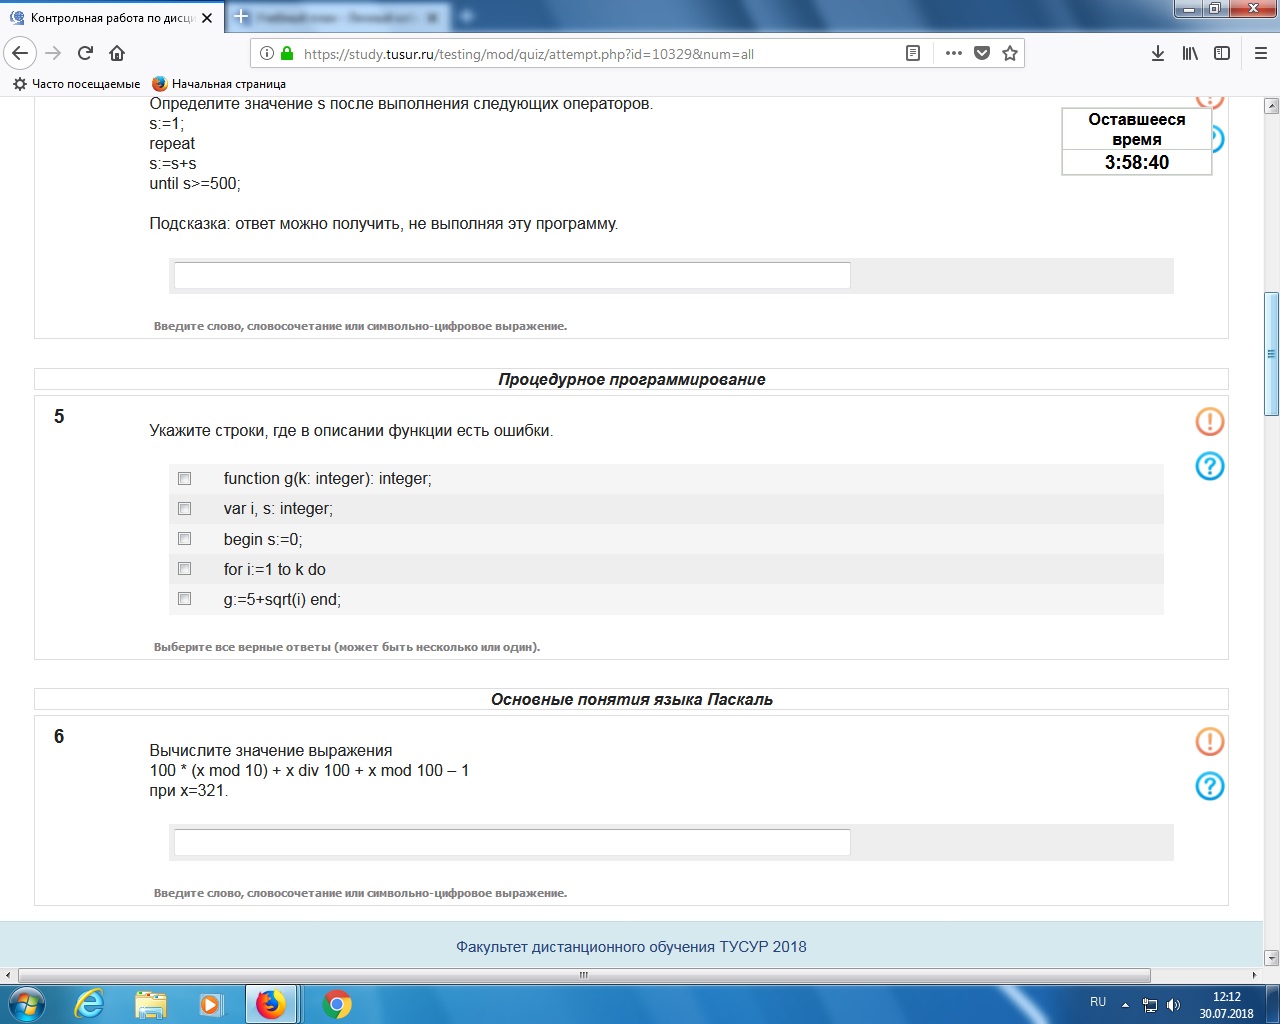 Контрольная работа по дисци
https://study.tusur.ru/testing/mod/quiz/attempt.php?id=10329&num=all
Часто посещаемые
Начальная страница
Определите значение s после выполнения следующих операторов.
s:=1;
repeat
s:=s+s
until s>=500;
Оставшееся
время
3:58:40
Подсказка: ответ можно получить, не выполняя эту программу.
Введите слово, словосочетание или символьно-цифровое выражение.
Процедурное программирование
5
Укажите строки, где в описании функции есть ошибки.
function g(k: integer): integer;
var i, s: integer;
begin s:=0;
for i:=1 to k do
g:=5+sqrt(i) end;
Выберите все верные ответы (может быть несколько или один).
Основные понятия языка Паскаль
6
Вычислите значение выражения
100 * (x mod 10) + x div 100 + x mod 100 – 1
при x=321.
Введите слово, словосочетание или символьно-цифровое выражение.
Факультет дистанционного обучения ТУСУР 2018
RU
12:12
30.07.2018